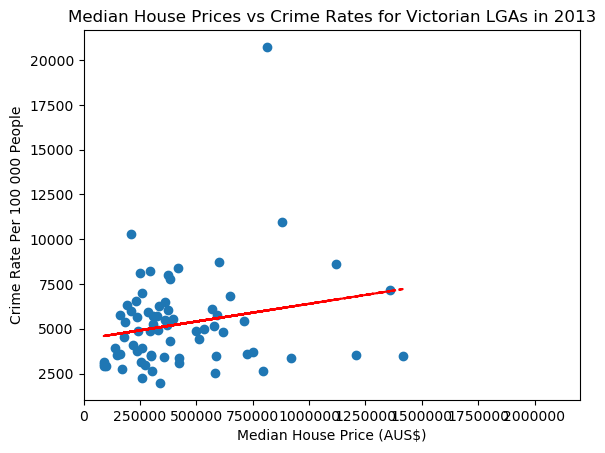 Median House Prices vs Crime Rates for Victorian LGAs in 2013
Crime Rate Per 100 000 People
20000
17500
15000
12500
10000
7500
5000
2500
0 250000 500000 750000 1000000 1250000 1500000 1750000 2000000
Median House Price (AUS$)